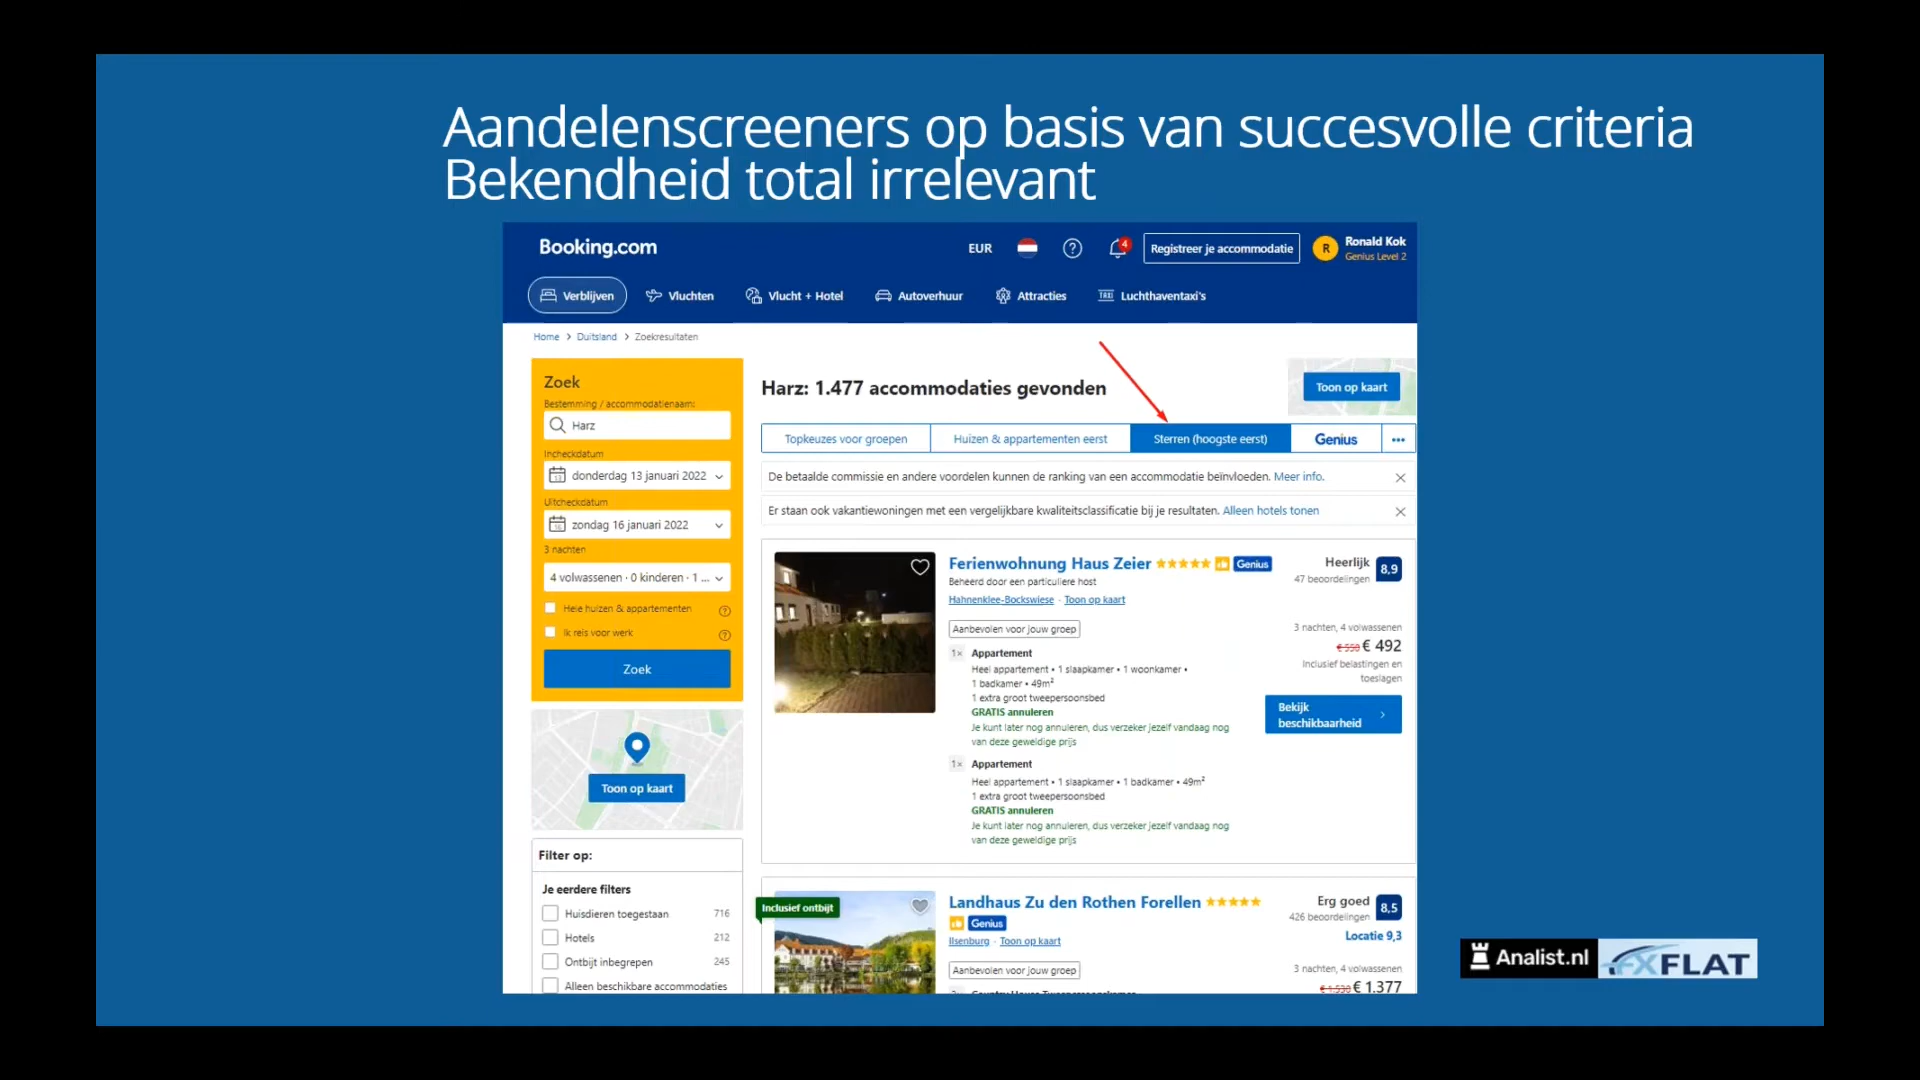 Aandelenscreeners op basis van succesvolle criteria
Bekendheid total irrelevant
Booking.com
EUR
4
Registreer je accommodatie
R
Ronald Kok
Genius Level 2
Verblijven
Vluchten
Vlucht + Hotel
Autoverhuur
Attracties
TAXI
Luchthaventaxi's
Home > Duitsland > Zoekresultaten
Zoek
Bestemming / accommodatienaam:
Harz
Incheckdatum
donderdag 13 januari 2022
Uitcheckdatum
zondag 16 januari 2022
3 nachten
4 volwassenen · 0 kinderen · 1 ...
Hele huizen & appartementen
Ik reis voor werk
Zoek
Toon op kaart
Filter op:
Je eerdere filters
Huisdieren toegestaan 716
Hotels 212
Ontbijt inbegrepen 245
Alleen beschikbare accommodaties
Harz: 1.477 accommodaties gevonden
Toon op kaart
Topkeuzes voor groepen
Huizen & appartementen eerst
Sterren (hoogste eerst)
Genius
De betaalde commissie en andere voordelen kunnen de ranking van een accommodatie beïnvloeden. Meer info.
Er staan ook vakantiewoningen met een vergelijkbare kwaliteitsclassificatie bij je resultaten. Alleen hotels tonen
Ferienwohnung Haus Zeier
Genius
Beheerd door een particuliere host
Hahnenklee-Bockswiese · Toon op kaart
Aanbevolen voor jouw groep
1× Appartement
Heel appartement • 1 slaapkamer • 1 woonkamer •
1 badkamer • 49m²
1 extra groot tweepersoonsbed
GRATIS annuleren
Je kunt later nog annuleren, dus verzeker jezelf vandaag nog
van deze geweldige prijs
1× Appartement
Heel appartement • 1 slaapkamer • 1 badkamer • 49m²
1 extra groot tweepersoonsbed
GRATIS annuleren
Je kunt later nog annuleren, dus verzeker jezelf vandaag nog
van deze geweldige prijs
Heerlijk 8,9
47 beoordelingen
3 nachten, 4 volwassenen
€ 550 € 492
Inclusief belastingen en
toeslagen
Bekijk
beschikbaarheid
Inclusief ontbijt
Landhaus Zu den Rothen Forellen
Genius
Ilsenburg · Toon op kaart
Aanbevolen voor jouw groep
Erg goed 8,5
426 beoordelingen
Locatie 9,3
3 nachten, 4 volwassenen
€ 1.530 € 1.377
Analist.nl
FXFLAT